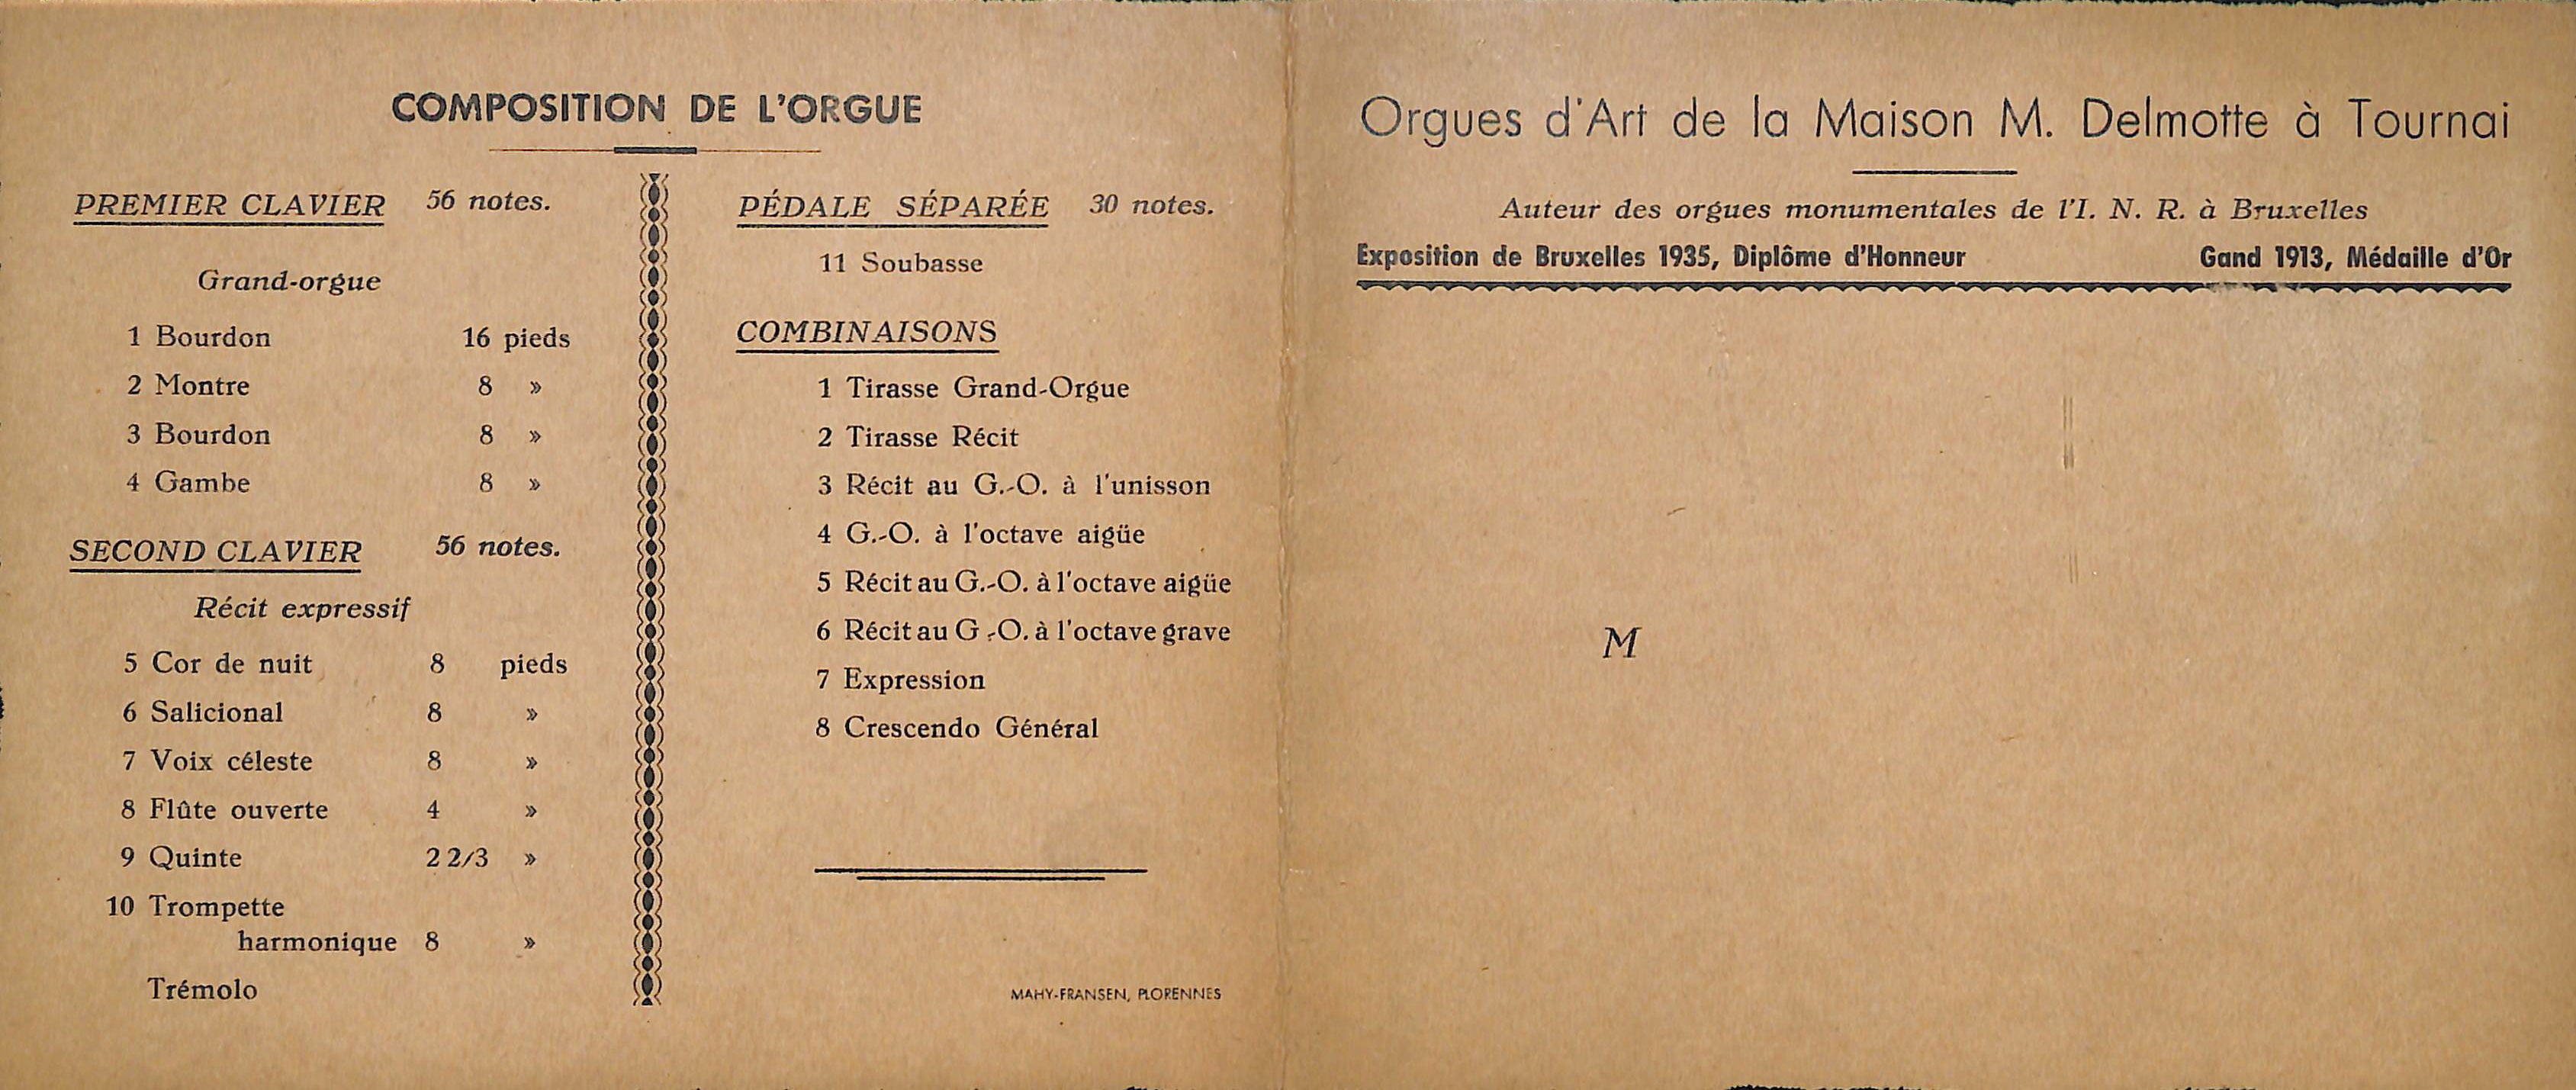 COMPOSITION DE L'ORGUE
PREMIER CLAVIER 56 notes.
Grand-orgue
1 Bourdon 16 pieds
2 Montre 8 »
3 Bourdon 8 »
4 Gambe 8 »
SECOND CLAVIER 56 notes.
Récit expressif
5 Cor de nuit 8 pieds
6 Salicional 8 »
7 Voix céleste 8 »
8 Flûte ouverte 4 »
9 Quinte 2 2/3 »
10 Trompette
harmonique 8 »
Trémolo
PÉDALE SÉPARÉE 30 notes.
11 Soubasse
COMBINAISONS
1 Tirasse Grand-Orgue
2 Tirasse Récit
3 Récit au G.-O. à l'unisson
4 G.-O. à l'octave aigüe
5 Récit au G.-O. à l'octave aigüe
6 Récit au G.-O. à l'octave grave
7 Expression
8 Crescendo Général
MAHY-FRANSEN, FLORENNES
Orgues d'Art de la Maison M. Delmotte à Tournai
Auteur des orgues monumentales de l'I. N. R. à Bruxelles
Exposition de Bruxelles 1935, Diplôme d'Honneur Gand 1913, Médaille d'Or
M